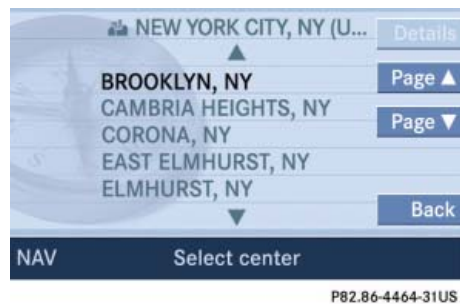 NEW YORK CITY, NY (U... Details
BROOKLYN, NY Page ▲
CAMBRIA HEIGHTS, NY
CORONA, NY Page ▼
EAST ELMHURST, NY
ELMHURST, NY
Back
NAV Select center
P82.86-4464-31US